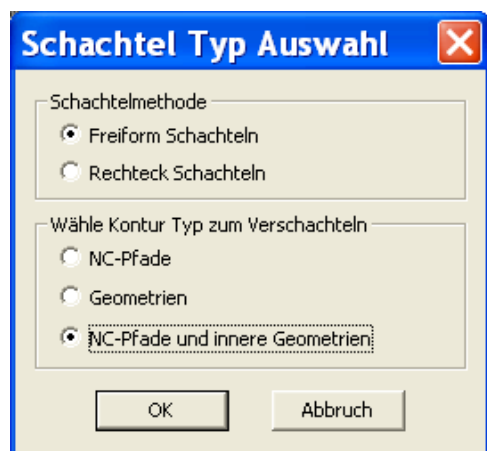 Schachtel Typ Auswahl
Schachtelmethode
Freiform Schachteln
Rechteck Schachteln
Wähle Kontur Typ zum Verschachteln
NC-Pfade
Geometrien
NC-Pfade und innere Geometrien
OK
Abbruch